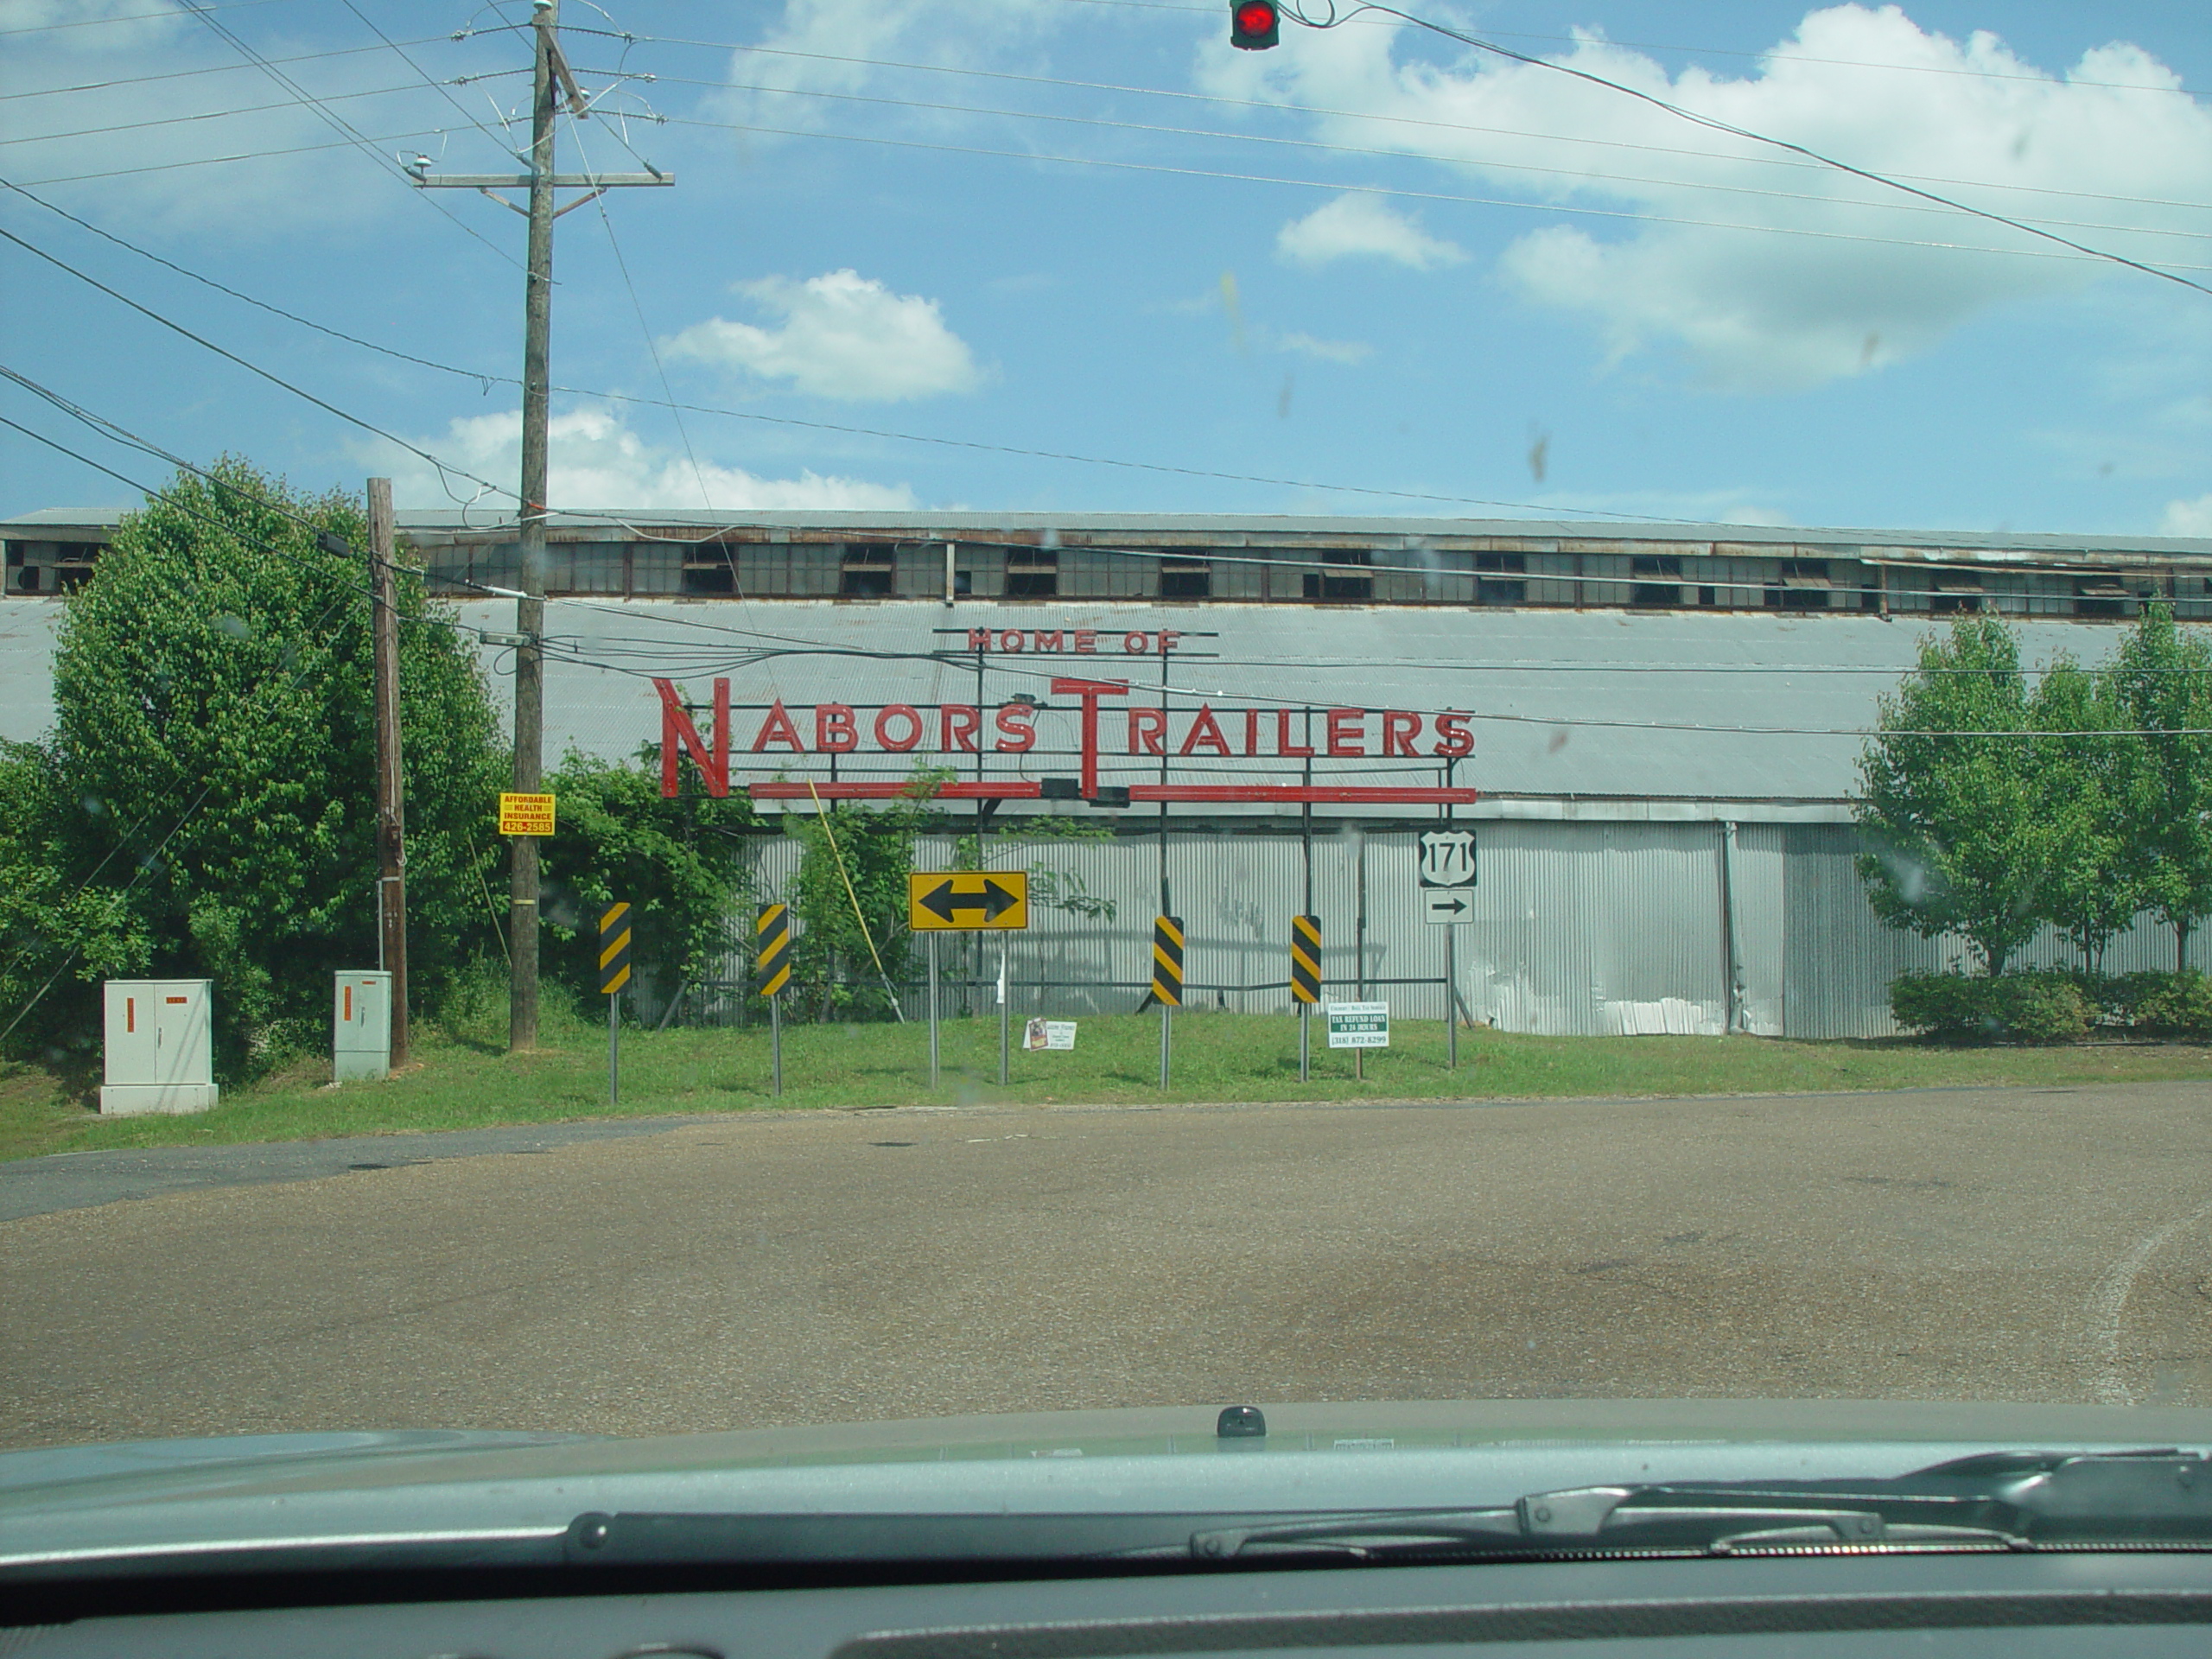 HOME OF
NABORS TRAILERS
AFFORDABLE
HEALTH
INSURANCE
426-2585
171
TAX REFUND LOAN
IN 24 HOURS
(318) 872-8299